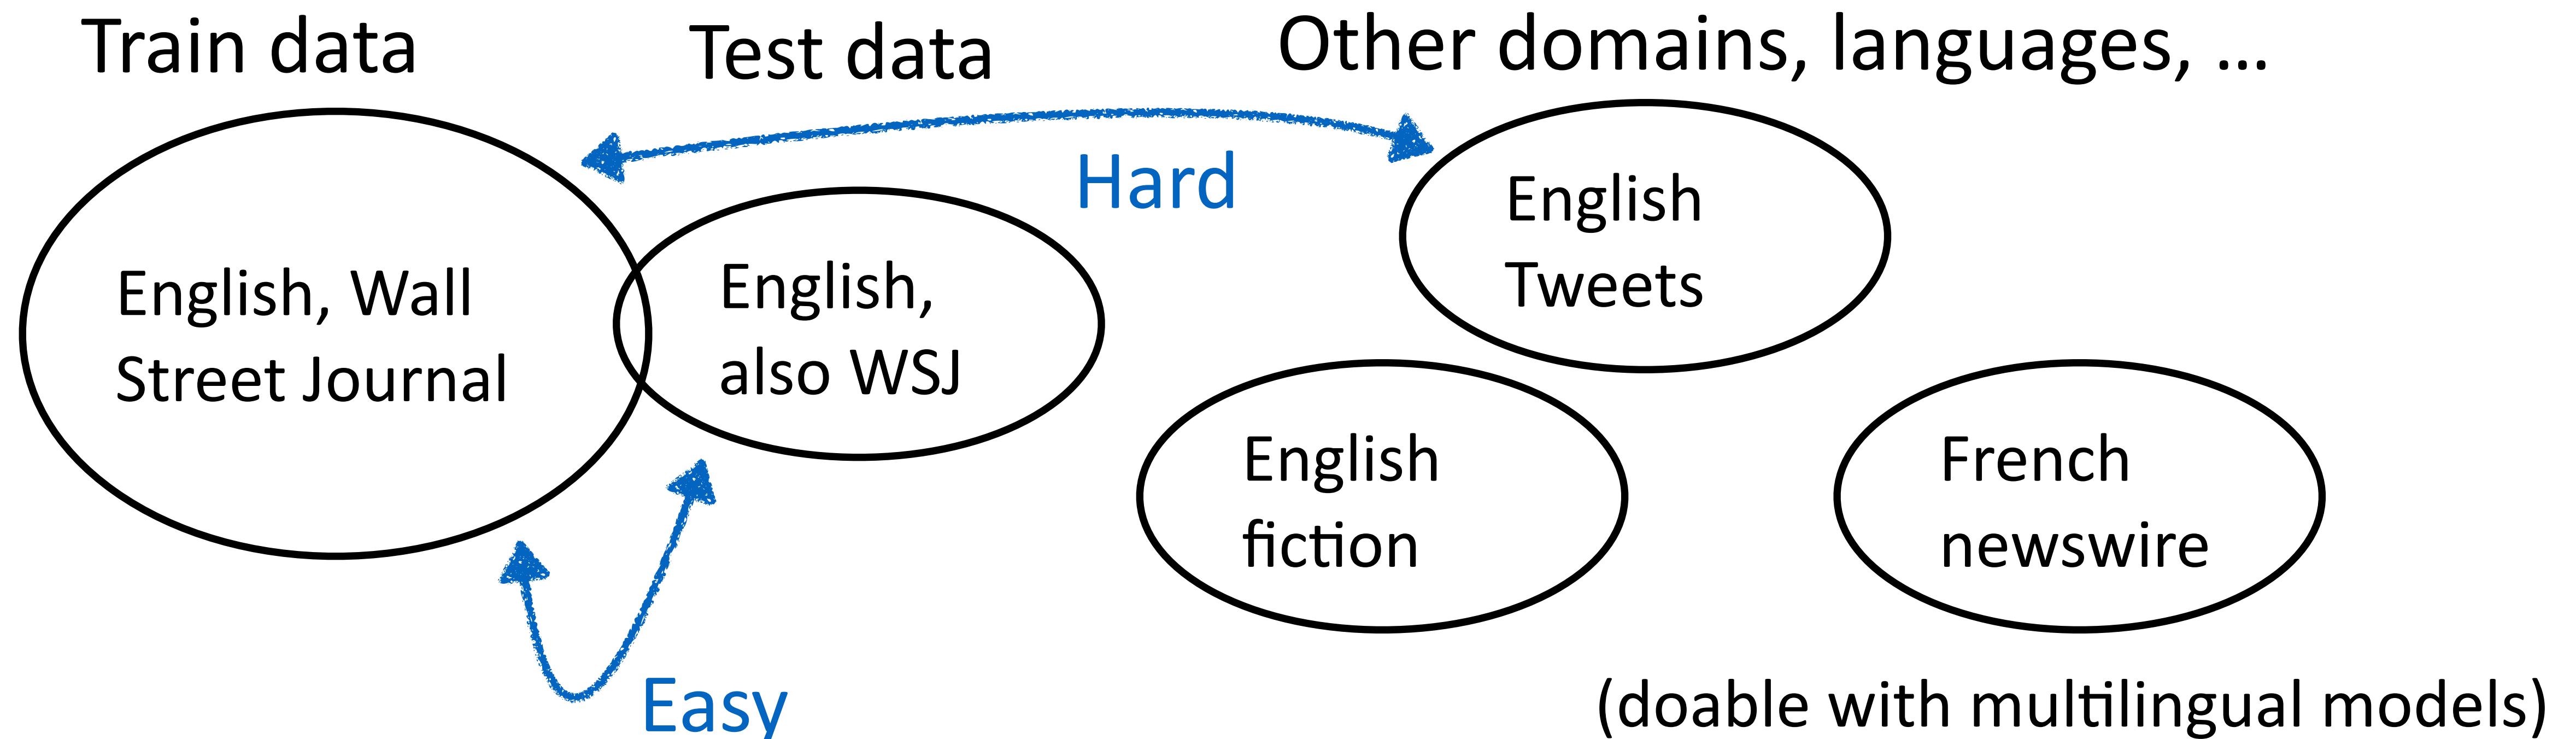 Train data
Test data
Other domains, languages, ...
Hard
English, Wall
Street Journal
English,
also WSJ
English
Tweets
English
fiction
French
newswire
Easy
(doable with multilingual models)